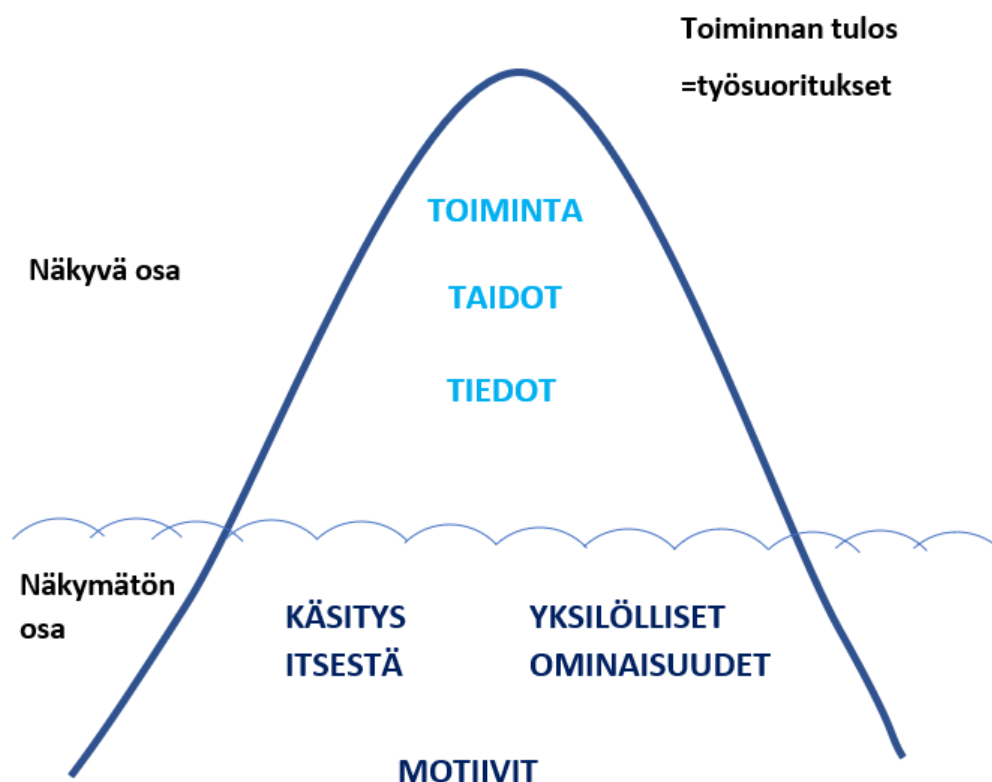 Toiminnan tulos
=työsuoritukset
TOIMINTA
Näkyvä osa
TAIDOT
TIEDOT
Näkymätön
osa
KÄSITYS
ITSESTÄ
YKSILÖLLISET
OMINAISUUDET
MOTIIVIT